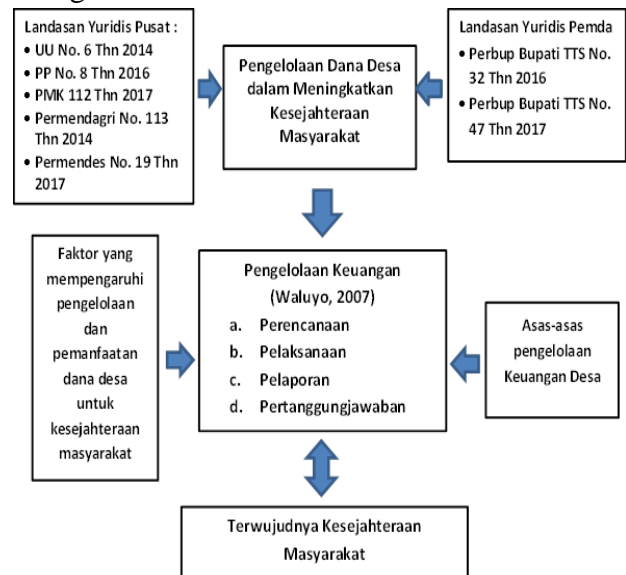 Landasan Yuridis Pusat :
• UU No. 6 Thn 2014
• PP No. 8 Thn 2016
• PMK 112 Thn 2017
• Permendagri No. 113
Thn 2014
• Permendes No. 19 Thn
2017
Pengelolaan Dana Desa
dalam Meningkatkan
Kesejahteraan
Masyarakat
Landasan Yuridis Pemda
• Perbup Bupati TTS No.
32 Thn 2016
• Perbup Bupati TTS No.
47 Thn 2017
Faktor yang
mempengaruhi
pengelolaan
dan
pemanfaatan
dana desa
untuk
kesejahteraan
masyarakat
Pengelolaan Keuangan
(Waluyo, 2007)
a. Perencanaan
b. Pelaksanaan
c. Pelaporan
d. Pertanggungjawaban
Asas-asas
pengelolaan
Keuangan Desa
Terwujudnya Kesejahteraan
Masyarakat